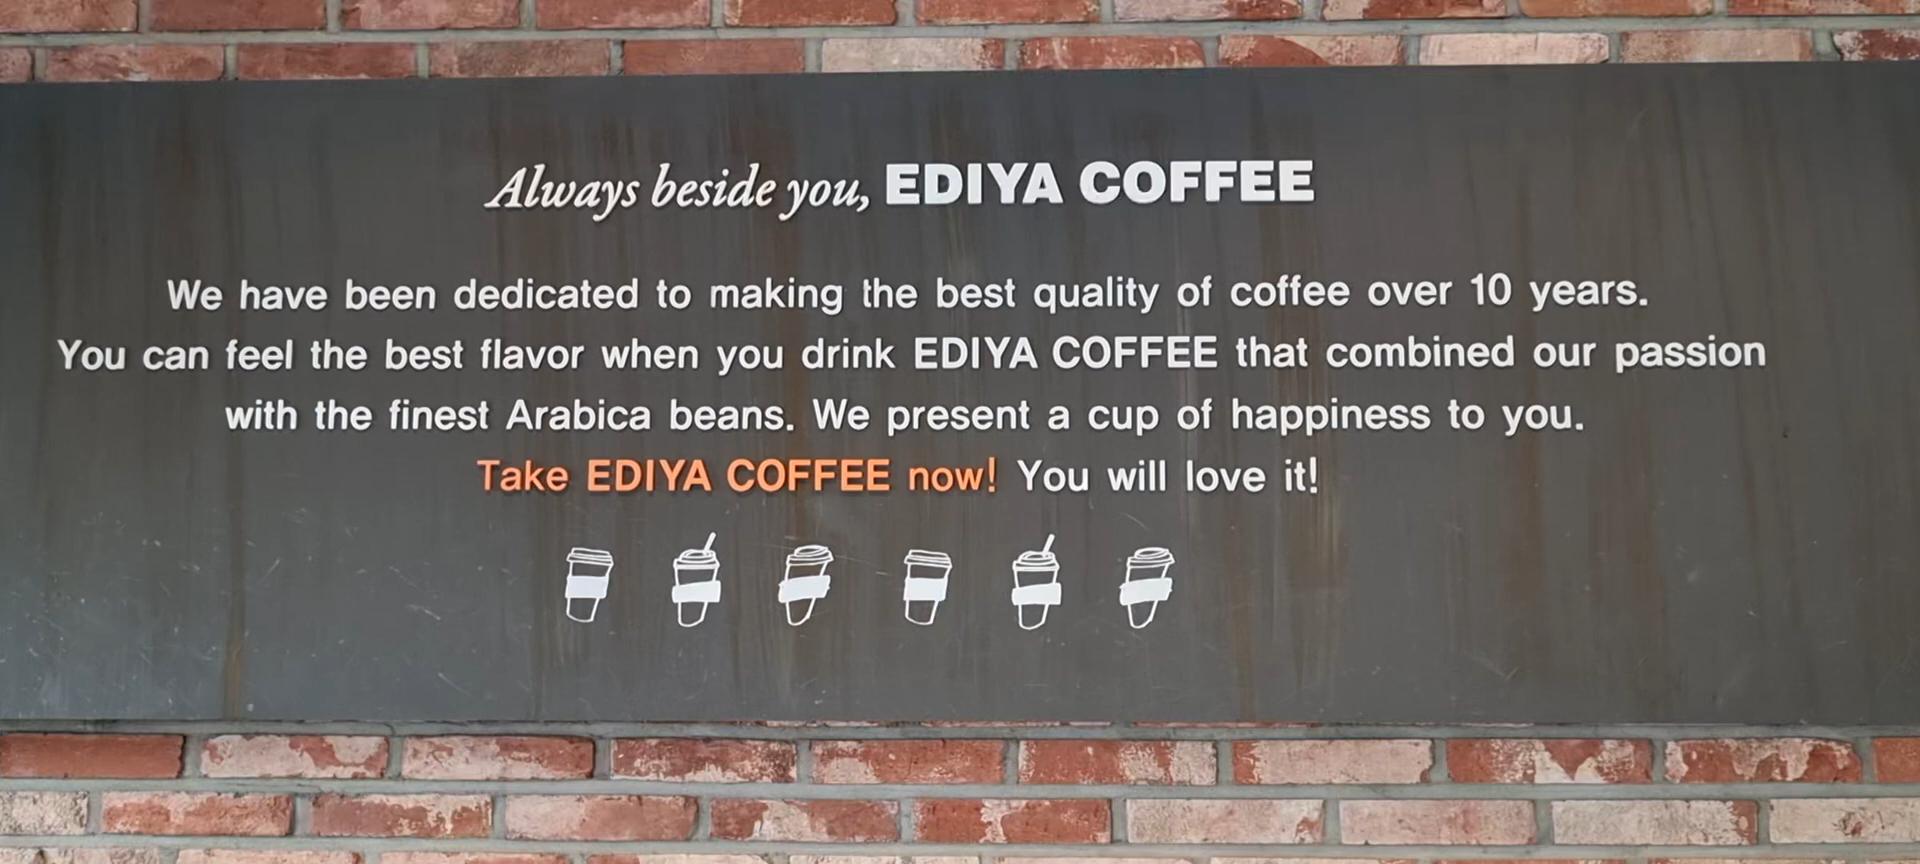 Always beside you, EDIYA COFFEE
We have been dedicated to making the best quality of coffee over 10 years.
You can feel the best flavor when you drink EDIYA COFFEE that combined our passion
with the finest Arabica beans. We present a cup of happiness to you.
Take EDIYA COFFEE now! You will love it!